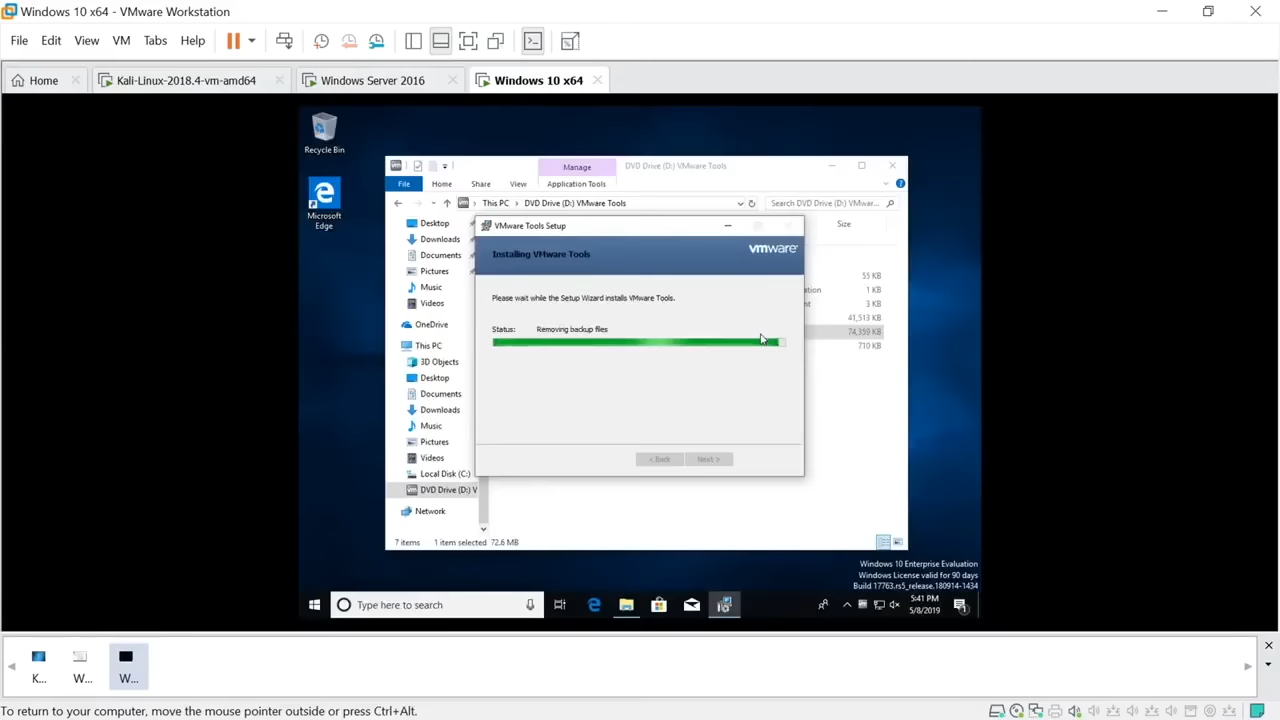 Windows 10 x64 - VMware Workstation
File Edit View VM Tabs Help
Home Kali-Linux-2018.4-vm-amd64 Windows Server 2016 Windows 10 x64
Recycle Bin
Microsoft
Edge
Manage DVD Drive (D:) VMware Tools
File Home Share View Application Tools
This PC DVD Drive (D:) VMware Tools Search DVD Drive (D:) VMwar...
Desktop
Downloads
Documents
Pictures
Music
Videos
OneDrive
This PC
3D Objects
Desktop
Documents
Downloads
Music
Pictures
Videos
Local Disk (C:)
DVD Drive (D:) V
Network
VMware Tools Setup
Installing VMware Tools
vmware
Please wait while the Setup Wizard installs VMware Tools.
Status: Removing backup files
< Back Next >
Size
55 KB
1 KB
3 KB
41,513 KB
74,359 KB
710 KB
7 items 1 item selected 72.6 MB
Windows 10 Enterprise Evaluation
Windows License valid for 90 days
Build 17763.rs5_release.180914-1434
Type here to search
5:41 PM
5/8/2019
K... W... W...
To return to your computer, move the mouse pointer outside or press Ctrl+Alt.